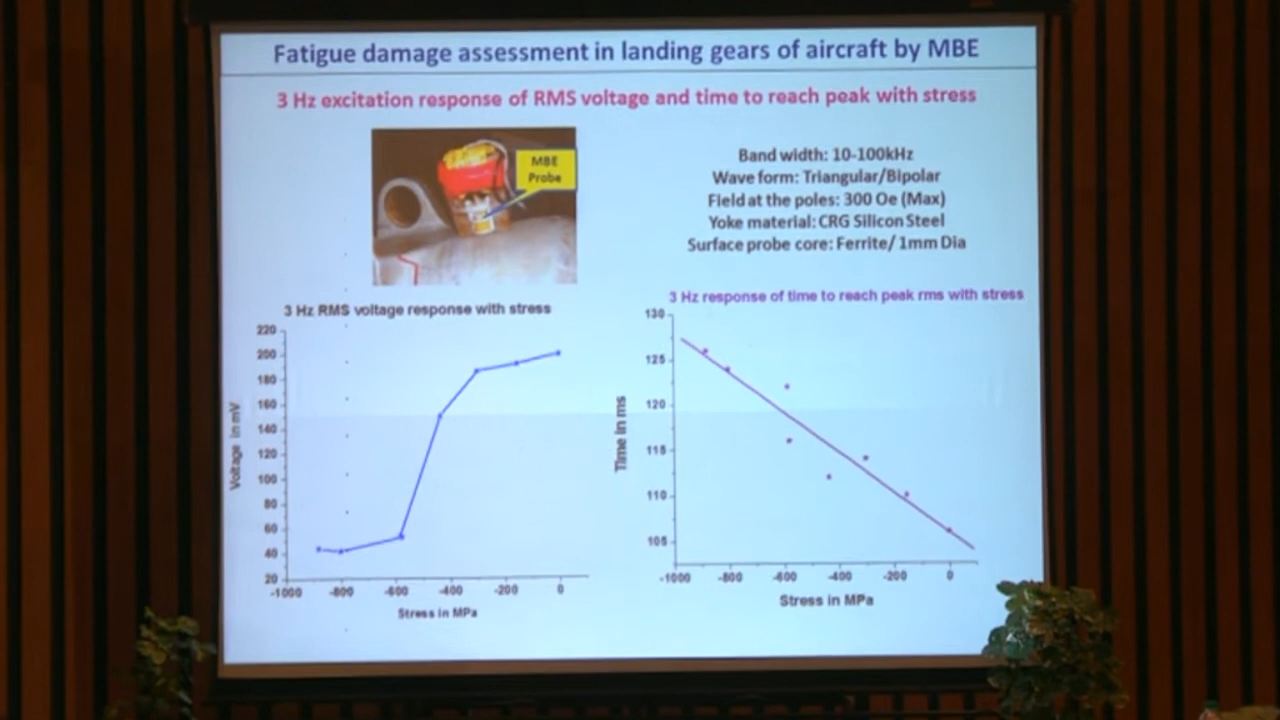 Fatigue damage assessment in landing gears of aircraft by MBE
3 Hz excitation response of RMS voltage and time to reach peak with stress
MBE
Probe
Band width: 10-100kHz
Wave form: Triangular/Bipolar
Field at the poles: 300 Oe (Max)
Yoke material: CRG Silicon Steel
Surface probe core: Ferrite/ 1mm Dia
3 Hz RMS voltage response with stress
220
200
180
160
140
120
100
80
60
40
20
Voltage in mV
-1000 -800 -600 -400 -200 0
Stress in MPa
3 Hz response of time to reach peak rms with stress
130
125
120
115
110
105
Time in ms
-1000 -800 -600 -400 -200 0
Stress in MPa